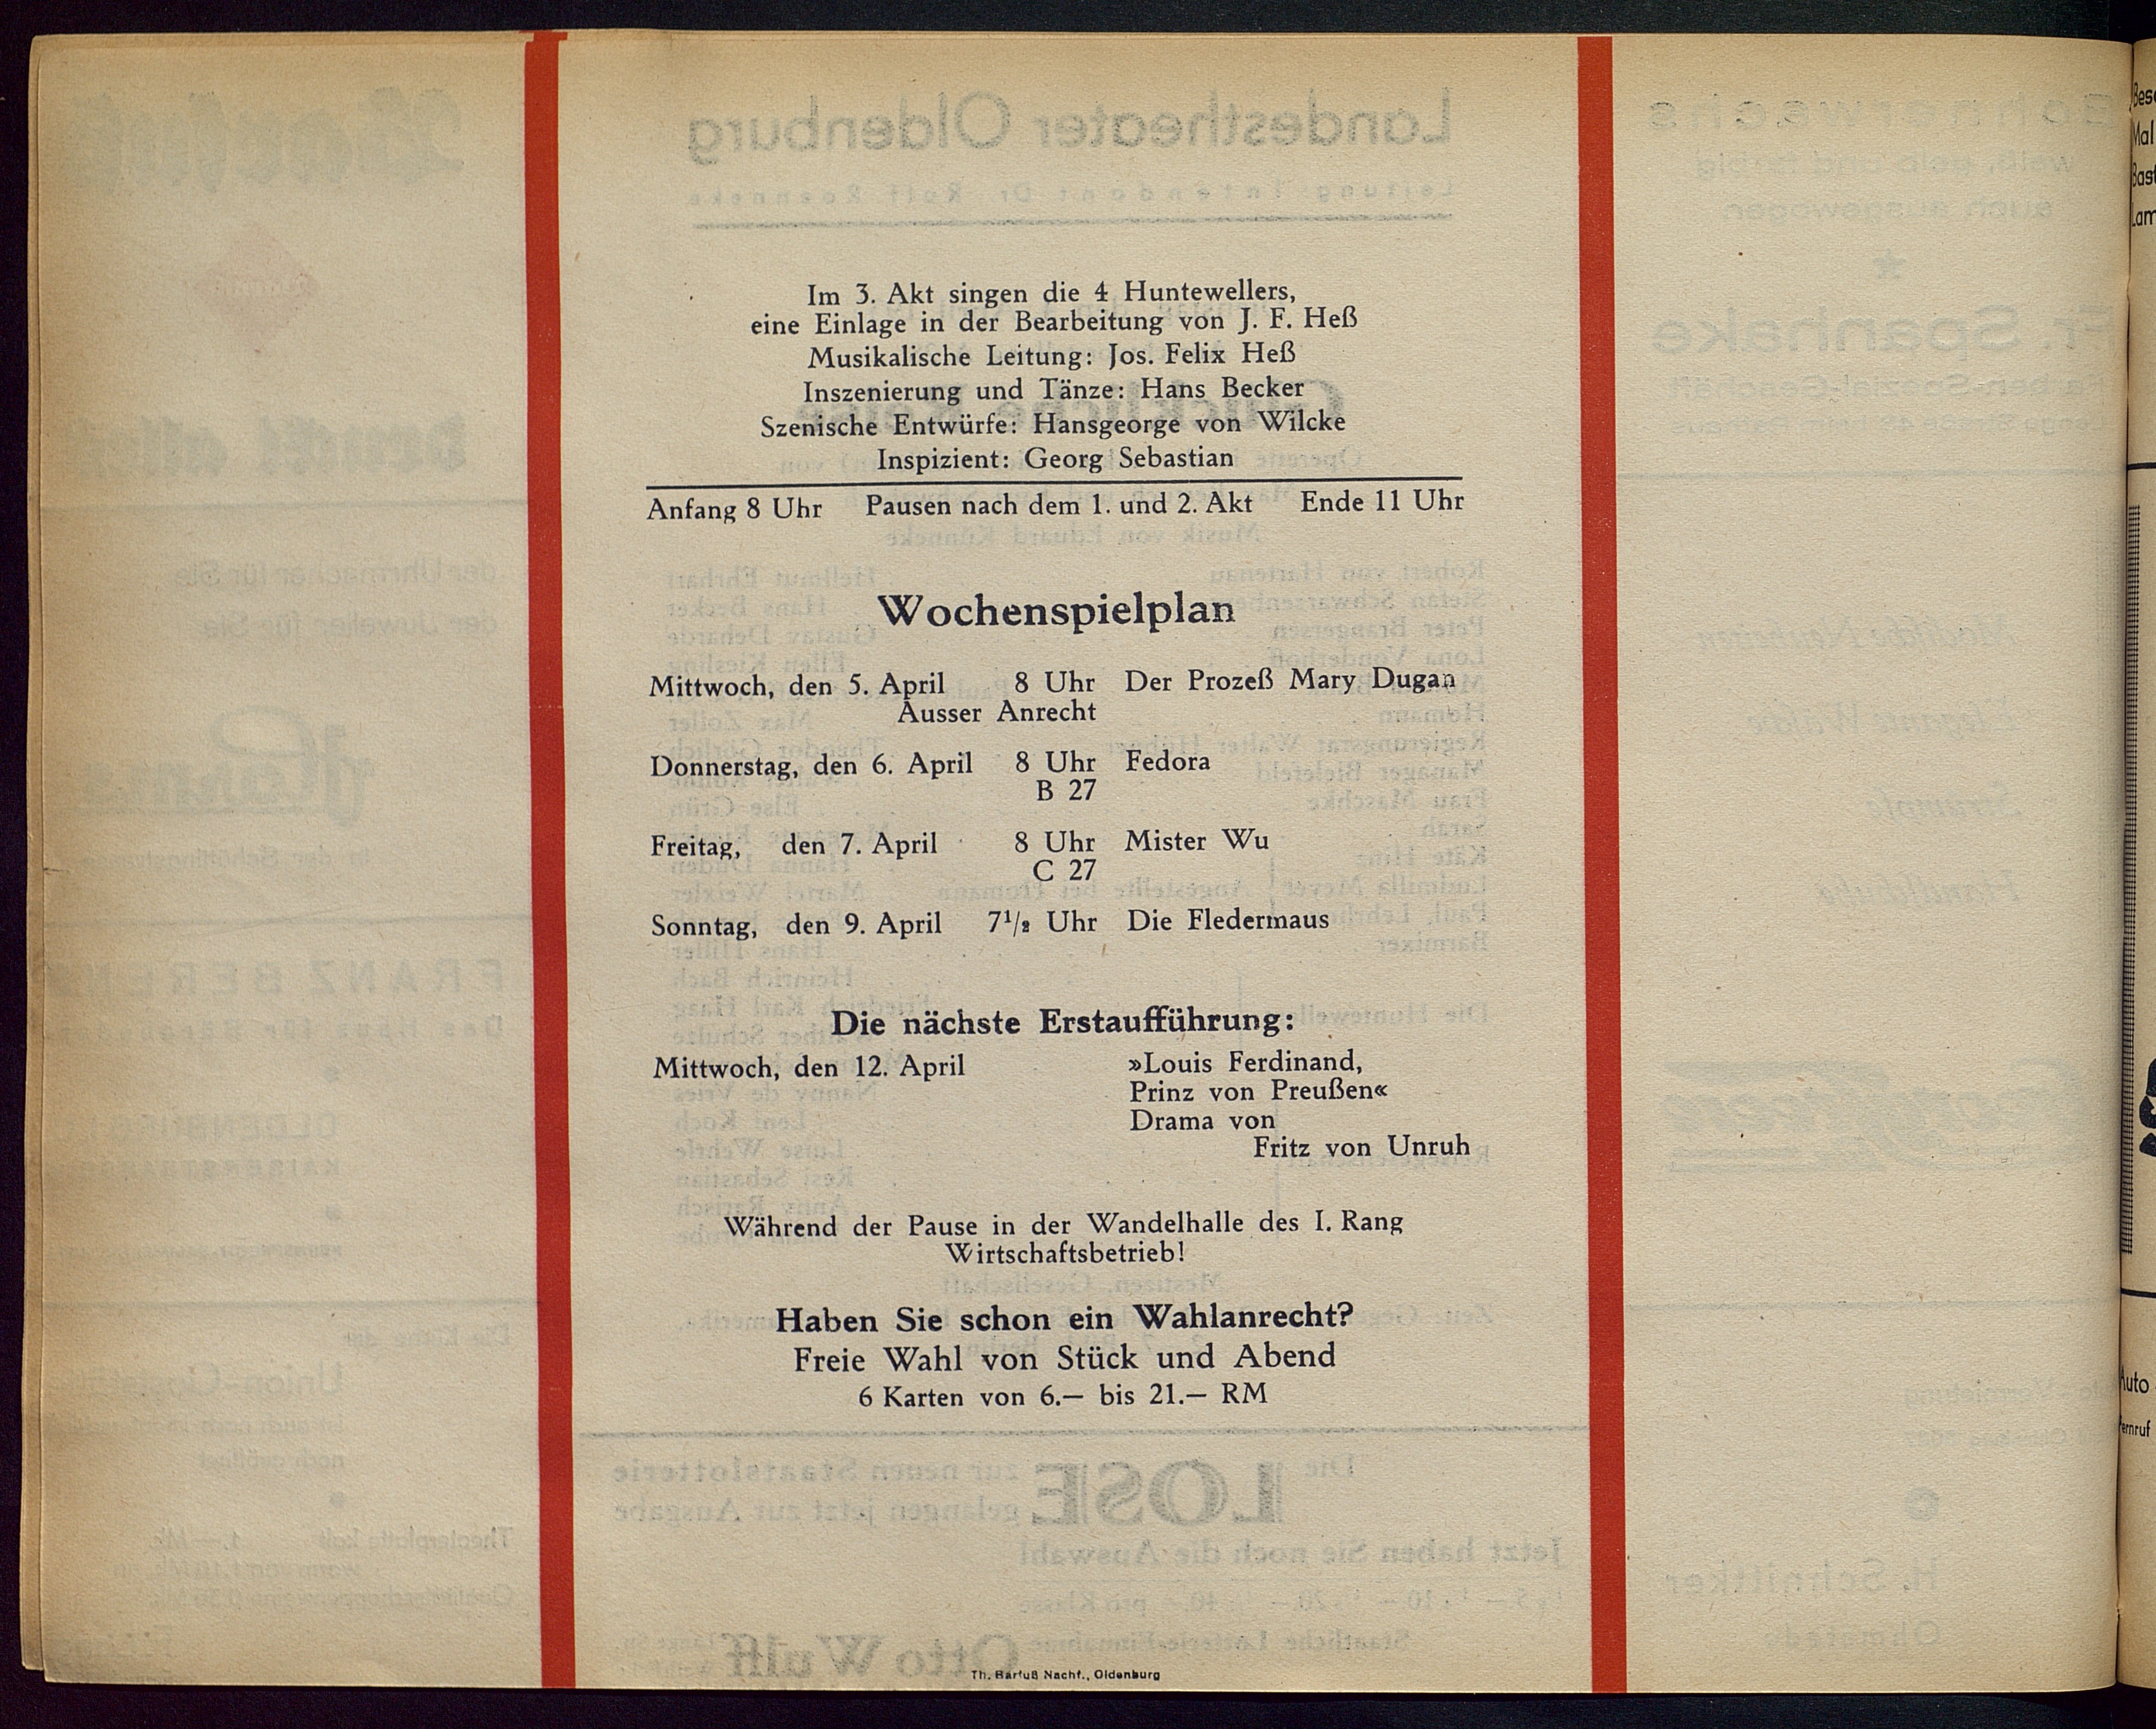 Im 3. Akt singen die 4 Huntewellers,
eine Einlage in der Bearbeitung von J. F. Heß
Musikalische Leitung: Jos. Felix Heß
Inszenierung und Tänze: Hans Becker
Szenische Entwürfe: Hansgeorge von Wilcke
Inspizient: Georg Sebastian
Anfang 8 Uhr Pausen nach dem 1. und 2. Akt Ende 11 Uhr
Wochenspielplan
Mittwoch, den 5. April 8 Uhr Der Prozeß Mary Dugan
Ausser Anrecht
Donnerstag, den 6. April 8 Uhr Fedora
B 27
Freitag, den 7. April 8 Uhr Mister Wu
C 27
Sonntag, den 9. April 7¹/₂ Uhr Die Fledermaus
Die nächste Erstaufführung:
Mittwoch, den 12. April »Louis Ferdinand,
Prinz von Preußen«
Drama von
Fritz von Unruh
Während der Pause in der Wandelhalle des I. Rang
Wirtschaftsbetrieb!
Haben Sie schon ein Wahlanrecht?
Freie Wahl von Stück und Abend
6 Karten von 6.— bis 21.— RM
Th. Barfuß Nachf., Oldenburg